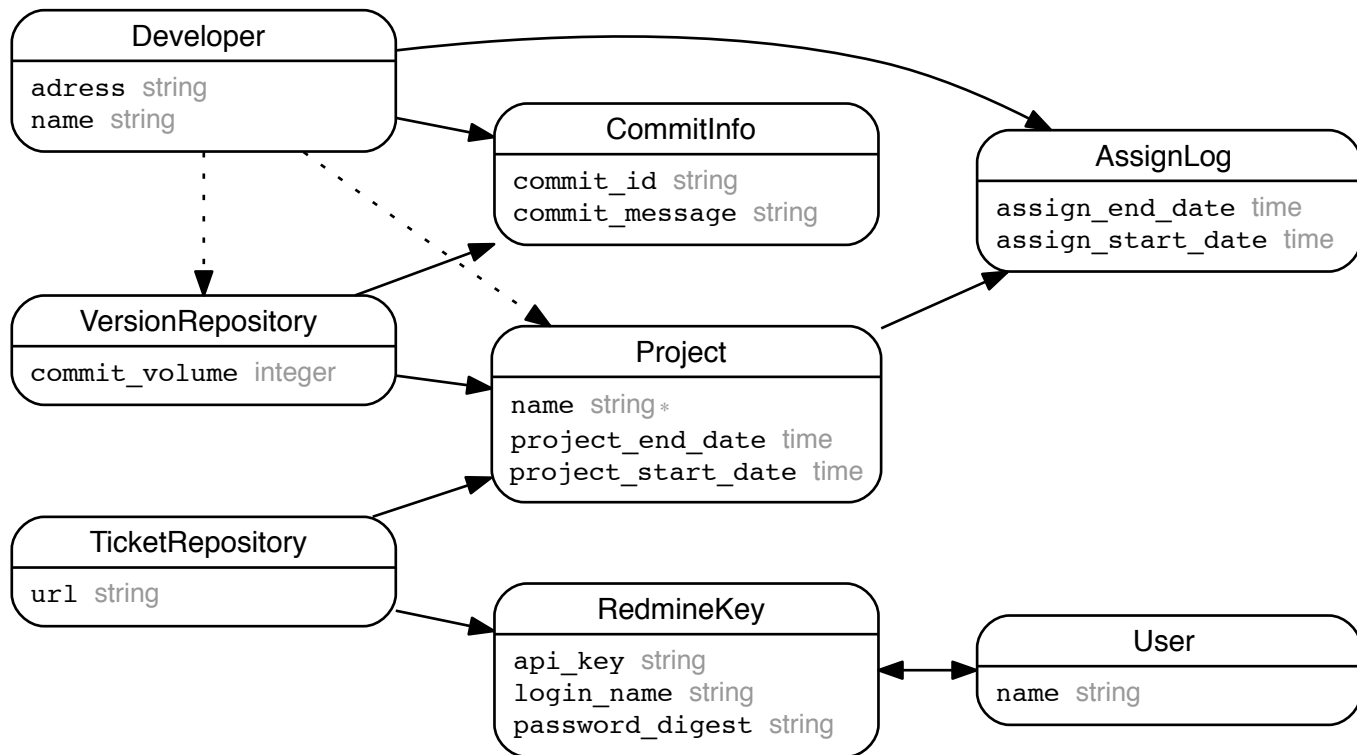 Developer
adress string
name string
CommitInfo
commit_id string
commit_message string
AssignLog
assign_end_date time
assign_start_date time
VersionRepository
commit_volume integer
Project
name string *
project_end_date time
project_start_date time
TicketRepository
url string
RedmineKey
api_key string
login_name string
password_digest string
User
name string